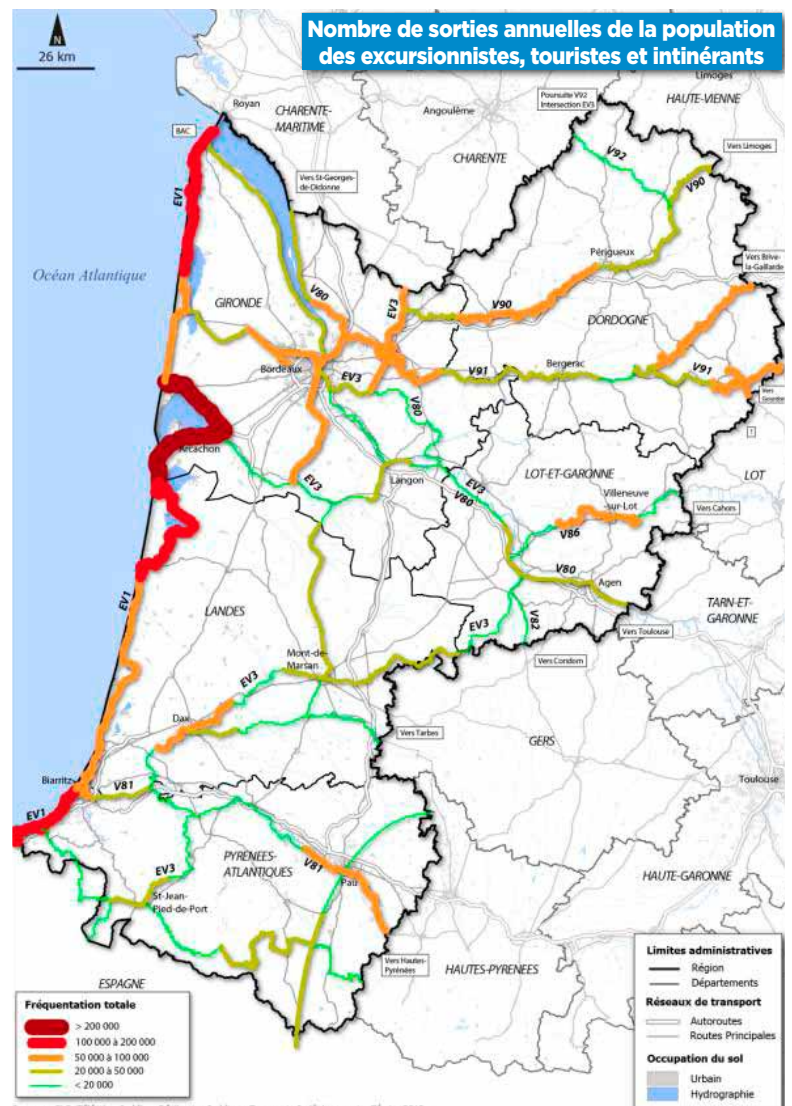 Nombre de sorties annuelles de la population
des excursionnistes, touristes et intinérants
N
26 km
Limoges
Royan
CHARENTE-
MARITIME
Angoulême
Poursuite V92
Intersection EV3
HAUTE-VIENNE
BAC
CHARENTE
V92
Vers Limoges
Vers St-Georges-
de-Didonne
V90
EV1
Périgueux
Vers Brive-
la-Gaillarde
Océan Atlantique
GIRONDE
V80
EV3
V90
DORDOGNE
Bordeaux
EV3
V91
Bergerac
V91
Vers
V80
Arcachon
EV3
Langon
EV3
V80
LOT-ET-GARONNE
Villeneuve
-sur-Lot
LOT
Vers Cahors
V86
EV1
V80
Agen
LANDES
EV3
V82
TARN-ET-
GARONNE
Vers Toulouse
Mont-de-
Marsan
Vers Condom
EV3
Dax
Vers Tarbes
GERS
Toulouse
Biarritz
V81
EV1
PYRENEES-
ATLANTIQUES
EV3
V81
Pau
HAUTE-GARONNE
St-Jean-
Pied-de-Port
Vers Hautes-
Pyrénées
HAUTES-PYRENEES
ESPAGNE
Fréquentation totale
> 200 000
100 000 à 200 000
50 000 à 100 000
20 000 à 50 000
< 20 000
Limites administratives
Région
Départements
Réseaux de transport
Autoroutes
Routes Principales
Occupation du sol
Urbain
Hydrographie